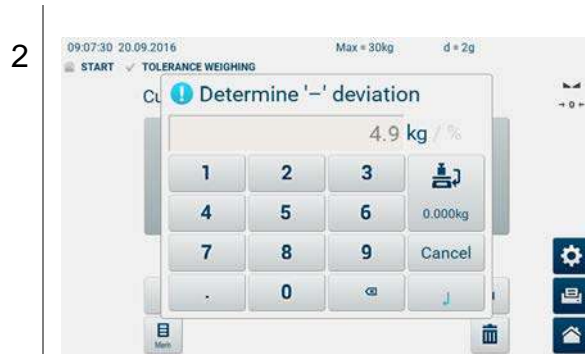 2
09:07:30 20.09.2016 Max = 30kg d = 2g
START TOLERANCE WEIGHING
→ 0 ←
Determine '–' deviation
4.9 kg / %
1 2 3
4 5 6 0.000kg
7 8 9 Cancel
. 0